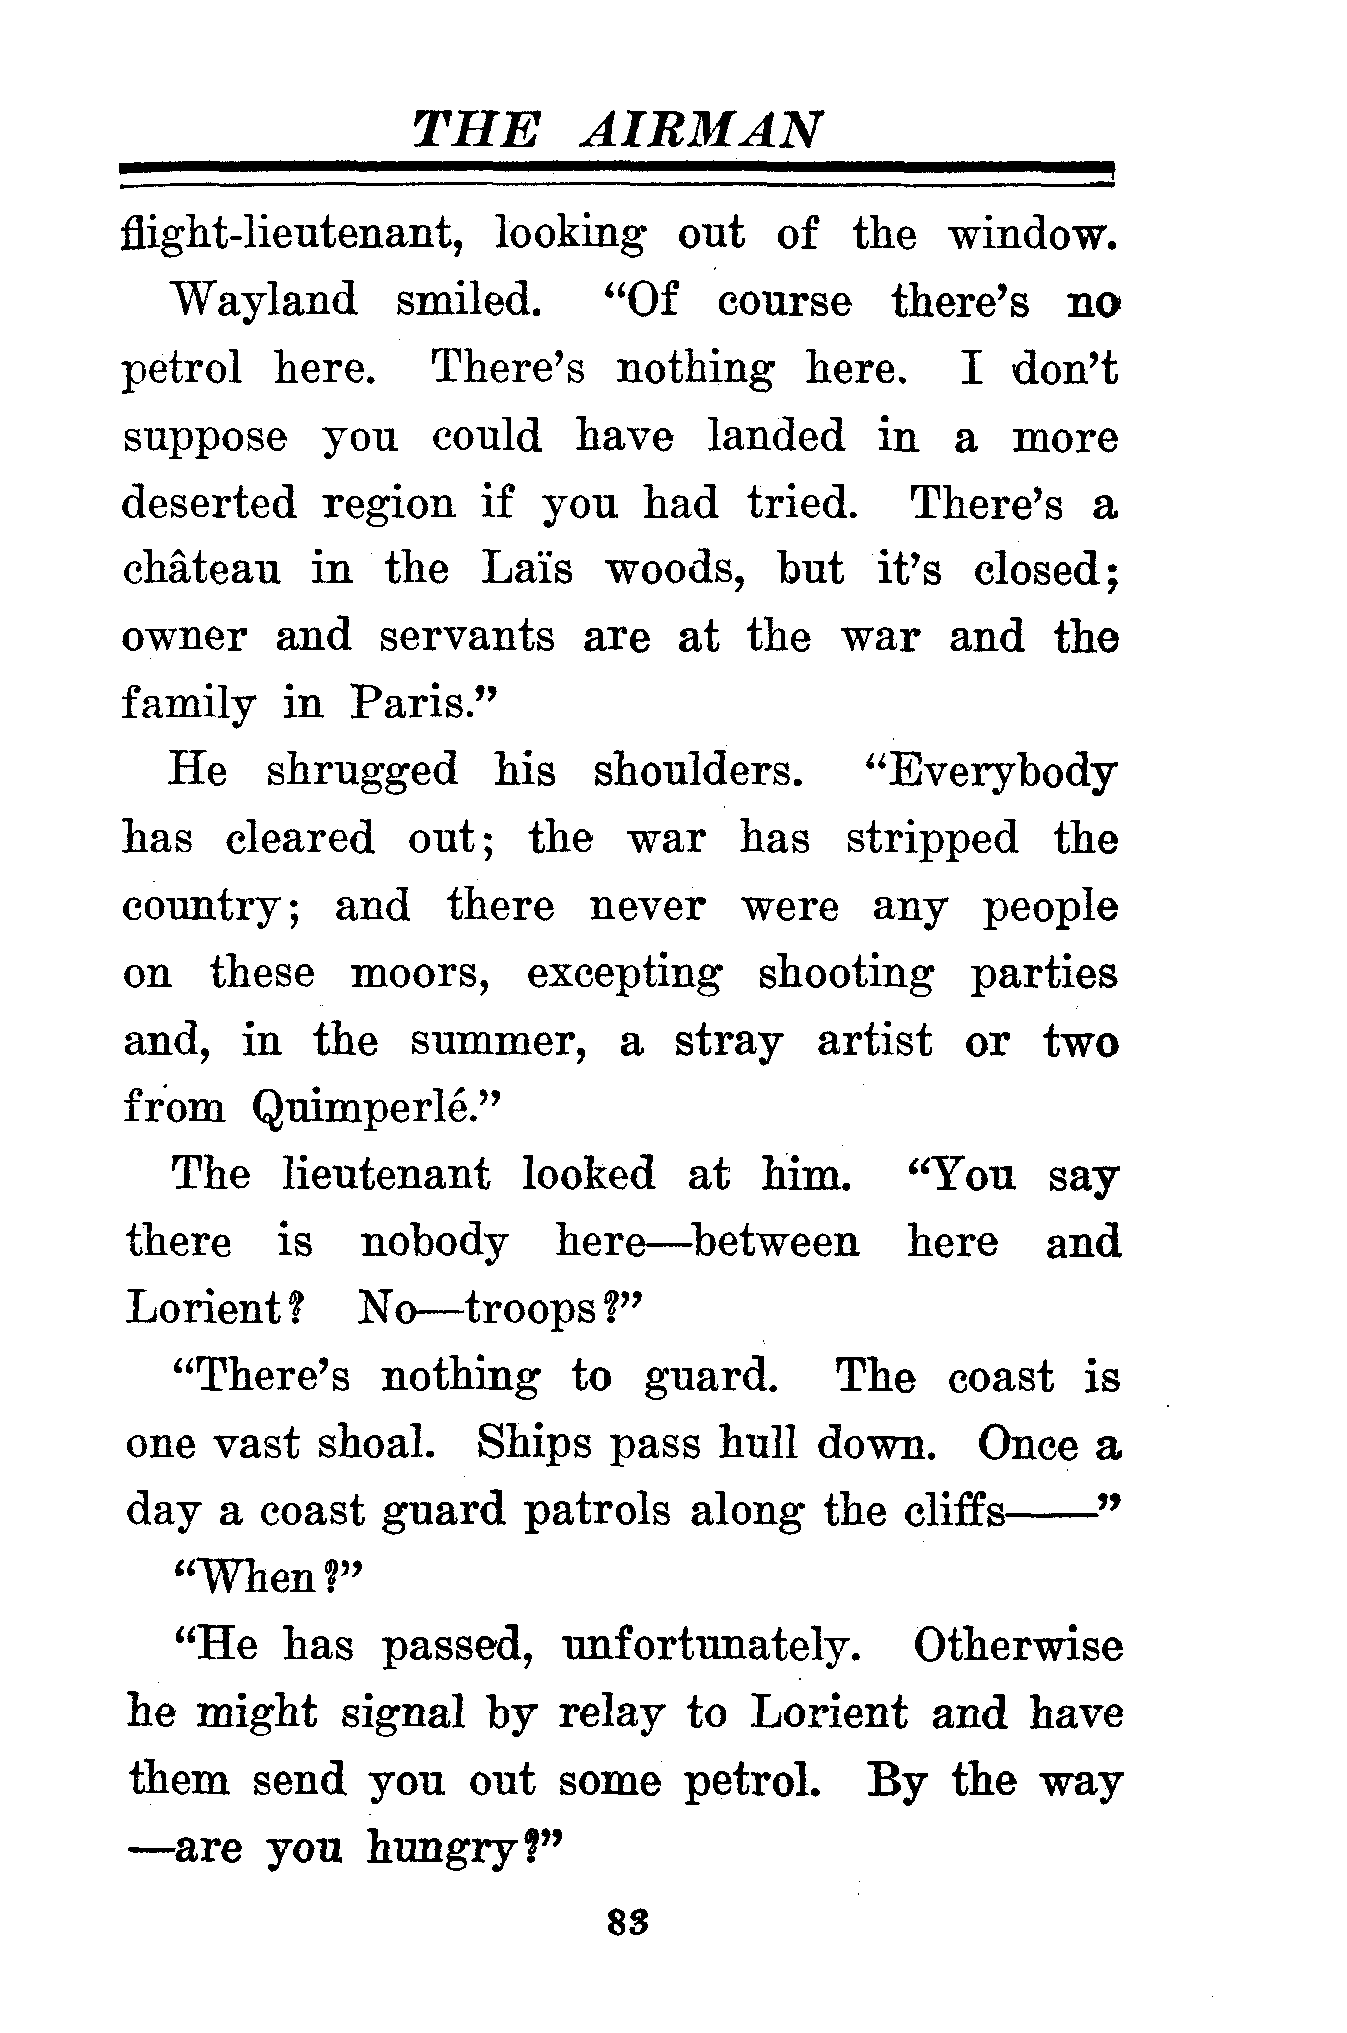 THE AIRMAN
flight-lieutenant, looking out of the window.
Wayland smiled. “Of course there’s no
petrol here. There’s nothing here. I don’t
suppose you could have landed in a more
deserted region if you had tried. There’s a
château in the Laïs woods, but it’s closed;
owner and servants are at the war and the
family in Paris.”
He shrugged his shoulders. “Everybody
has cleared out; the war has stripped the
country; and there never were any people
on these moors, excepting shooting parties
and, in the summer, a stray artist or two
from Quimperlé.”
The lieutenant looked at him. “You say
there is nobody here—between here and
Lorient? No—troops?”
“There’s nothing to guard. The coast is
one vast shoal. Ships pass hull down. Once a
day a coast guard patrols along the cliffs——”
“When?”
“He has passed, unfortunately. Otherwise
he might signal by relay to Lorient and have
them send you out some petrol. By the way
—are you hungry?”
83